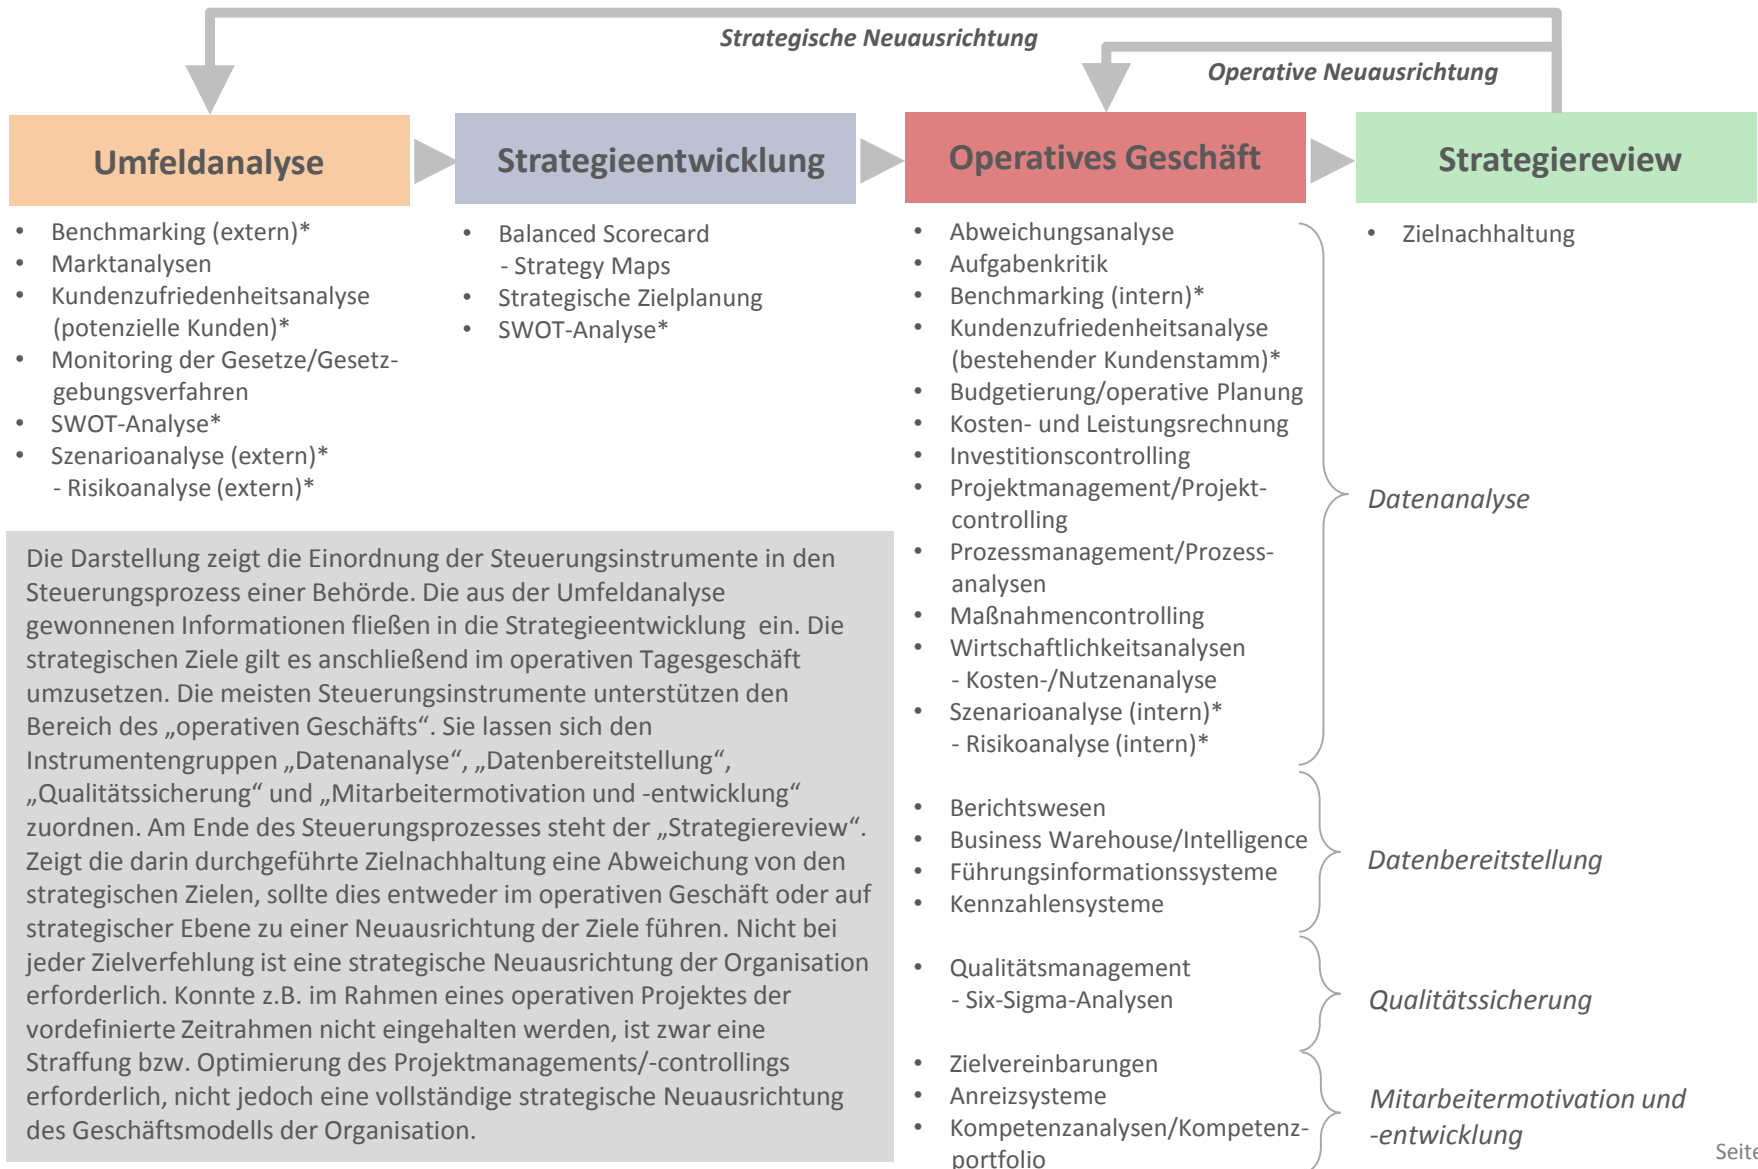 Strategische Neuausrichtung
Operative Neuausrichtung
Umfeldanalyse
Strategieentwicklung
Operatives Geschäft
Strategiereview
• Benchmarking (extern)*
• Marktanalysen
• Kundenzufriedenheitsanalyse
(potenzielle Kunden)*
• Monitoring der Gesetze/Gesetz-
gebungsverfahren
• SWOT-Analyse*
• Szenarioanalyse (extern)*
- Risikoanalyse (extern)*
• Balanced Scorecard
- Strategy Maps
• Strategische Zielplanung
• SWOT-Analyse*
• Abweichungsanalyse
• Aufgabenkritik
• Benchmarking (intern)*
• Kundenzufriedenheitsanalyse
(bestehender Kundenstamm)*
• Budgetierung/operative Planung
• Kosten- und Leistungsrechnung
• Investitionscontrolling
• Projektmanagement/Projekt-
controlling
• Prozessmanagement/Prozess-
analysen
• Maßnahmencontrolling
• Wirtschaftlichkeitsanalysen
- Kosten-/Nutzenanalyse
• Szenarioanalyse (intern)*
- Risikoanalyse (intern)*
Datenanalyse
• Berichtswesen
• Business Warehouse/Intelligence
• Führungsinformationssysteme
• Kennzahlensysteme
Datenbereitstellung
• Qualitätsmanagement
- Six-Sigma-Analysen
Qualitätssicherung
• Zielvereinbarungen
• Anreizsysteme
• Kompetenzanalysen/Kompetenz-
portfolio
Mitarbeitermotivation und
-entwicklung
• Zielnachhaltung
Die Darstellung zeigt die Einordnung der Steuerungsinstrumente in den
Steuerungsprozess einer Behörde. Die aus der Umfeldanalyse
gewonnenen Informationen fließen in die Strategieentwicklung ein. Die
strategischen Ziele gilt es anschließend im operativen Tagesgeschäft
umzusetzen. Die meisten Steuerungsinstrumente unterstützen den
Bereich des „operativen Geschäfts“. Sie lassen sich den
Instrumentengruppen „Datenanalyse“, „Datenbereitstellung“,
„Qualitätssicherung“ und „Mitarbeitermotivation und -entwicklung“
zuordnen. Am Ende des Steuerungsprozesses steht der „Strategiereview“.
Zeigt die darin durchgeführte Zielnachhaltung eine Abweichung von den
strategischen Zielen, sollte dies entweder im operativen Geschäft oder auf
strategischer Ebene zu einer Neuausrichtung der Ziele führen. Nicht bei
jeder Zielverfehlung ist eine strategische Neuausrichtung der Organisation
erforderlich. Konnte z.B. im Rahmen eines operativen Projektes der
vordefinierte Zeitrahmen nicht eingehalten werden, ist zwar eine
Straffung bzw. Optimierung des Projektmanagements/-controllings
erforderlich, nicht jedoch eine vollständige strategische Neuausrichtung
des Geschäftsmodells der Organisation.
Seite